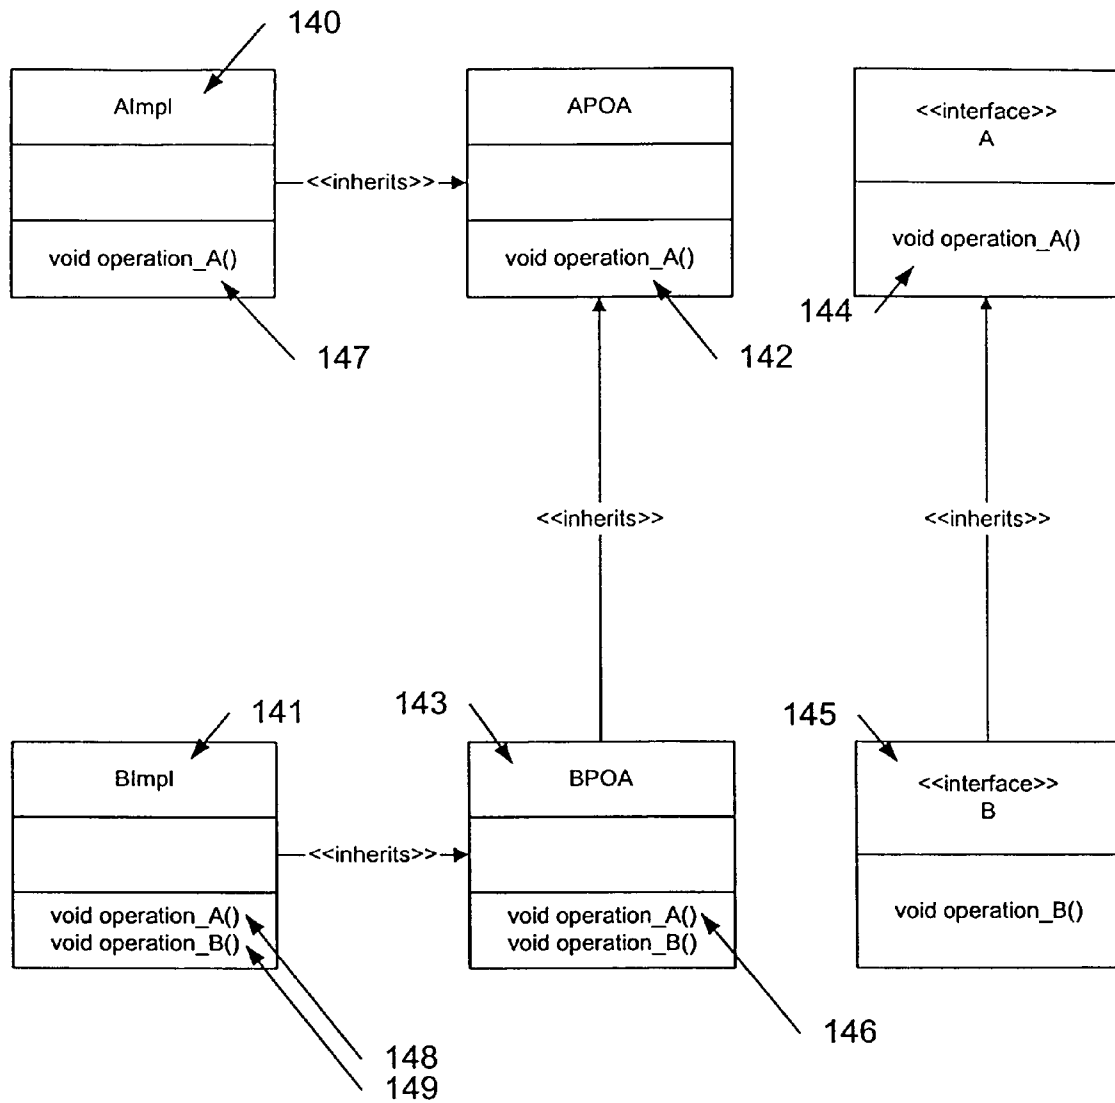 140
AImpl
APOA
<<interface>>
A
<<inherits>>
void operation_A()
void operation_A()
void operation_A()
147
142
144
<<inherits>>
<<inherits>>
141
143
145
BImpl
BPOA
<<interface>>
B
<<inherits>>
void operation_A()
void operation_B()
void operation_A()
void operation_B()
void operation_B()
146
148
149